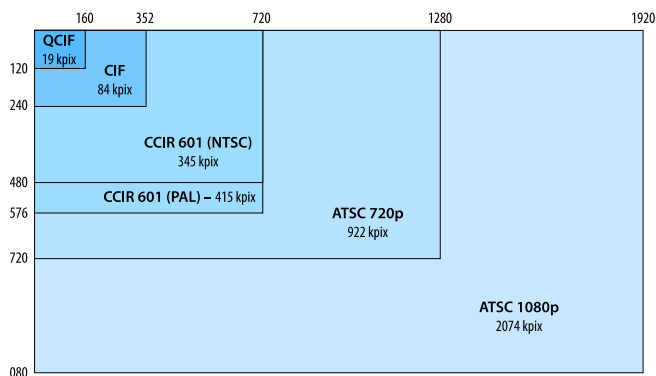 160 352 720 1280 1920
QCIF
19 kpix
120
CIF
84 kpix
240
CCIR 601 (NTSC)
345 kpix
480
CCIR 601 (PAL) – 415 kpix
576
ATSC 720p
922 kpix
720
ATSC 1080p
2074 kpix
080